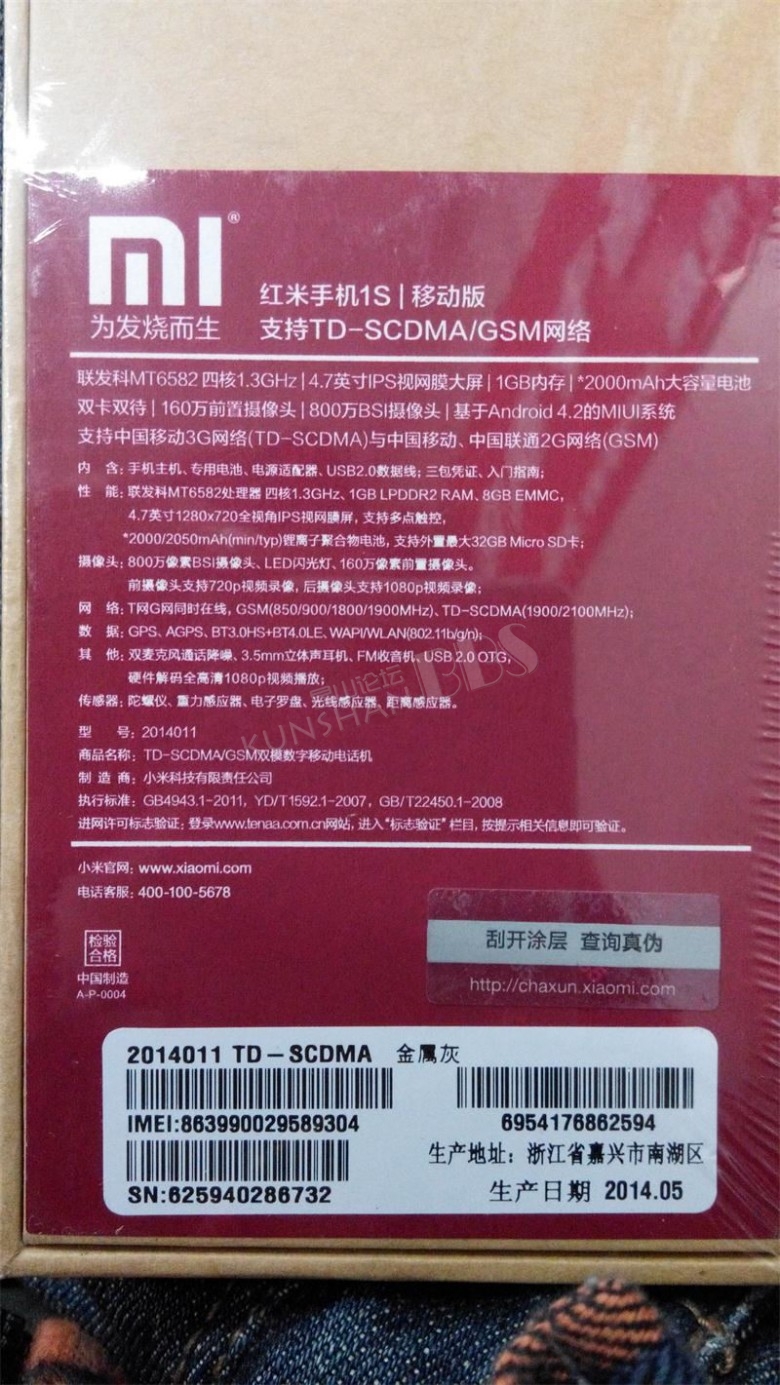 mi®
为发烧而生
红米手机1S | 移动版
支持TD-SCDMA/GSM网络
联发科MT6582 四核1.3GHz | 4.7英寸IPS视网膜大屏 | 1GB内存 | *2000mAh大容量电池
双卡双待 | 160万前置摄像头 | 800万BSI摄像头 | 基于Android 4.2的MIUI系统
支持中国移动3G网络(TD-SCDMA)与中国移动、中国联通2G网络(GSM)
内 含：手机主机、专用电池、电源适配器、USB2.0数据线；三包凭证、入门指南；
性 能：联发科MT6582处理器 四核1.3GHz、1GB LPDDR2 RAM、8GB EMMC，
4.7英寸1280x720全视角IPS视网膜屏，支持多点触控，
*2000/2050mAh(min/typ)锂离子聚合物电池，支持外置最大32GB Micro SD卡；
摄像头：800万像素BSI摄像头、LED闪光灯、160万像素前置摄像头。
前摄像头支持720p视频录像，后摄像头支持1080p视频录像；
网 络：T网G网同时在线，GSM(850/900/1800/1900MHz)、TD-SCDMA(1900/2100MHz)；
数 据：GPS、AGPS、BT3.0HS+BT4.0LE、WAPI/WLAN(802.11b/g/n)；
其 他：双麦克风通话降噪、3.5mm立体声耳机、FM收音机、USB 2.0 OTG，
硬件解码全高清1080p视频播放；
传感器：陀螺仪、重力感应器、电子罗盘、光线感应器、距离感应器。
昆山论坛
KUNSHAN BBS
型 号：2014011
商品名称：TD-SCDMA/GSM双模数字移动电话机
制 造 商：小米科技有限责任公司
执行标准：GB4943.1-2011，YD/T1592.1-2007，GB/T22450.1-2008
进网许可标志验证：登录www.tenaa.com.cn网站，进入“标志验证”栏目，按提示相关信息即可验证。
小米官网：www.xiaomi.com
电话客服：400-100-5678
检验
合格
中国制造
A-P-0004
刮开涂层 查询真伪
http://chaxun.xiaomi.com
2014011 TD-SCDMA 金属灰
IMEI:863990029589304
6954176862594
生产地址：浙江省嘉兴市南湖区
SN:625940286732
生产日期 2014.05